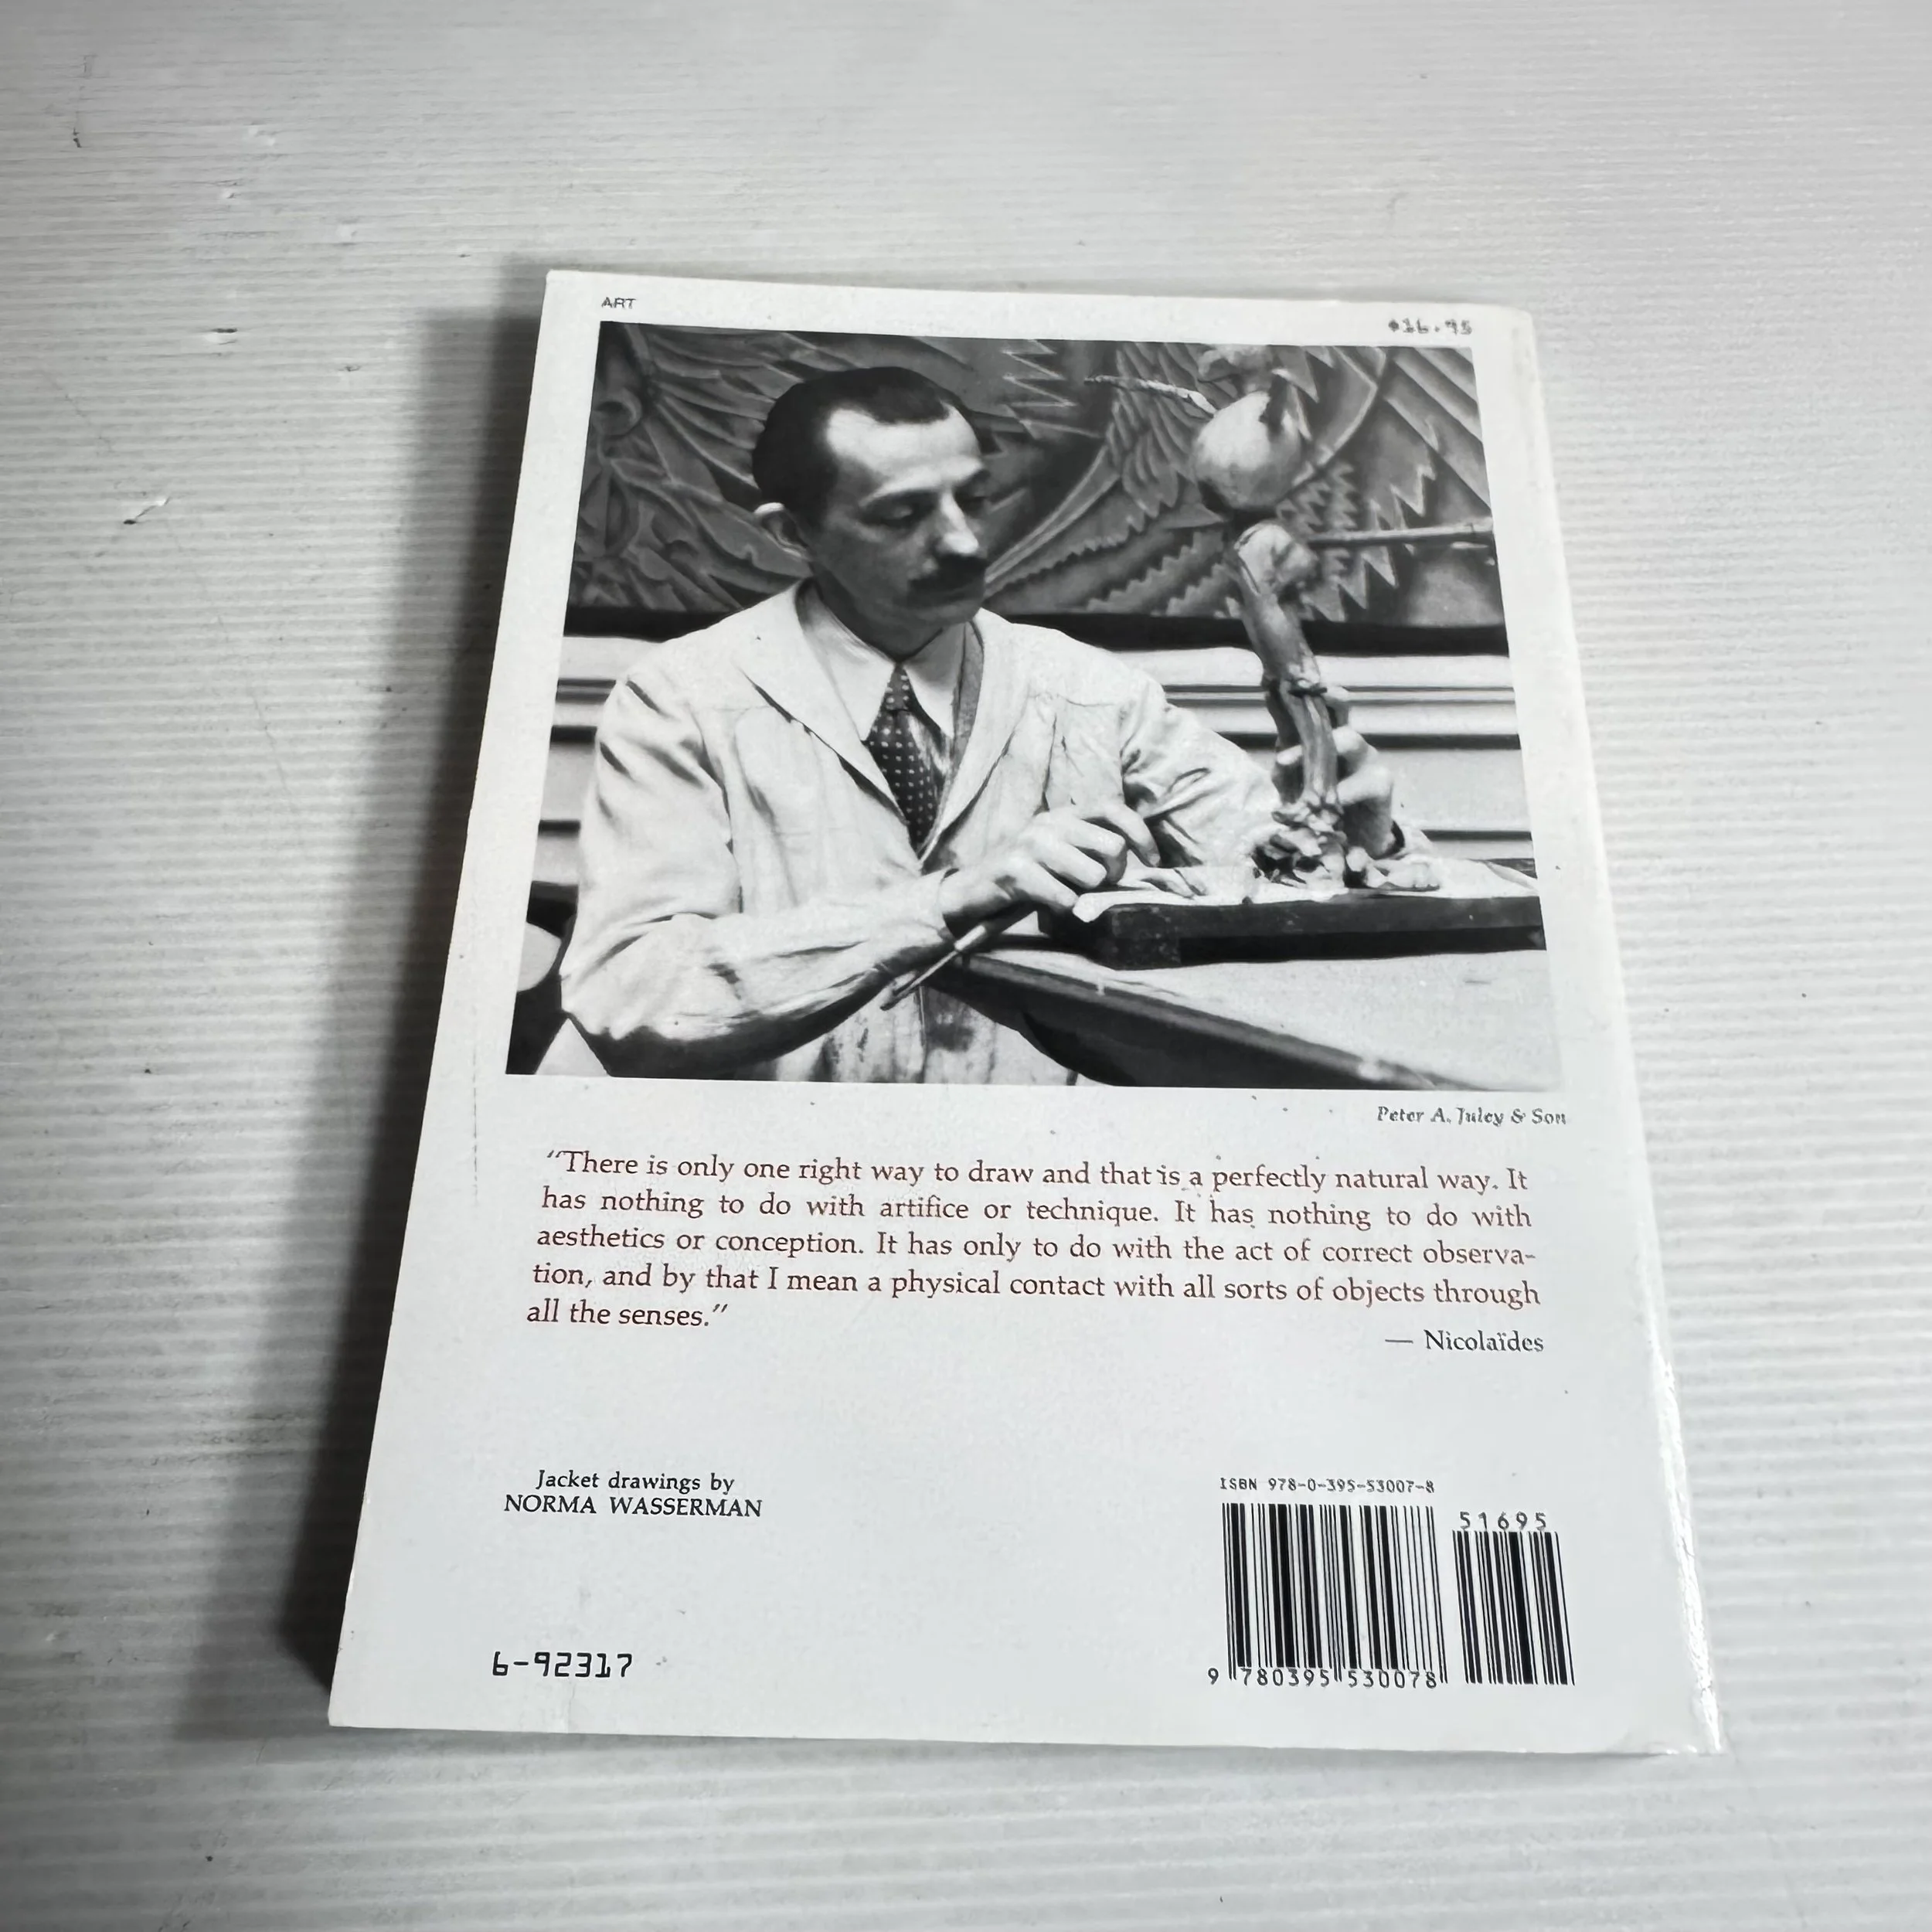 ART
$16.95
Peter A. Juley & Son
“There is only one right way to draw and that is a perfectly natural way. It
has nothing to do with artifice or technique. It has nothing to do with
aesthetics or conception. It has only to do with the act of correct observa-
tion, and by that I mean a physical contact with all sorts of objects through
all the senses.”
— Nicolaïdes
Jacket drawings by
NORMA WASSERMAN
ISBN 978-0-395-53007-8
51695
9 780395 530078
6-92317